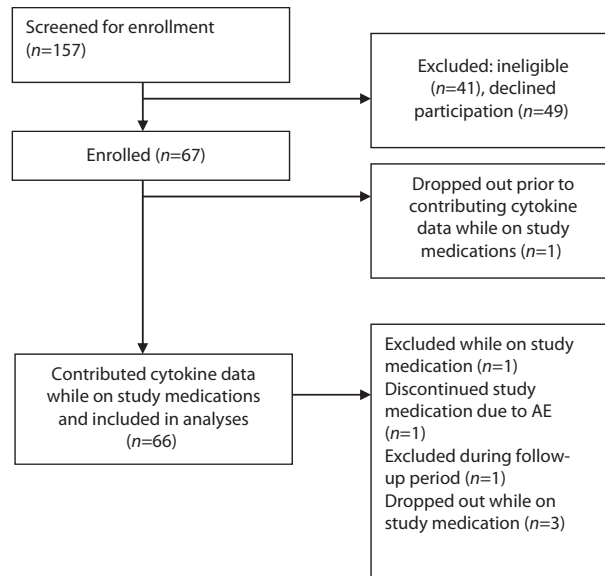 Screened for enrollment
(n=157)
Excluded: ineligible
(n=41), declined
participation (n=49)
Enrolled (n=67)
Dropped out prior to
contributing cytokine
data while on study
medications (n=1)
Contributed cytokine data
while on study medications
and included in analyses
(n=66)
Excluded while on study
medication (n=1)
Discontinued study
medication due to AE
(n=1)
Excluded during follow-
up period (n=1)
Dropped out while on
study medication (n=3)